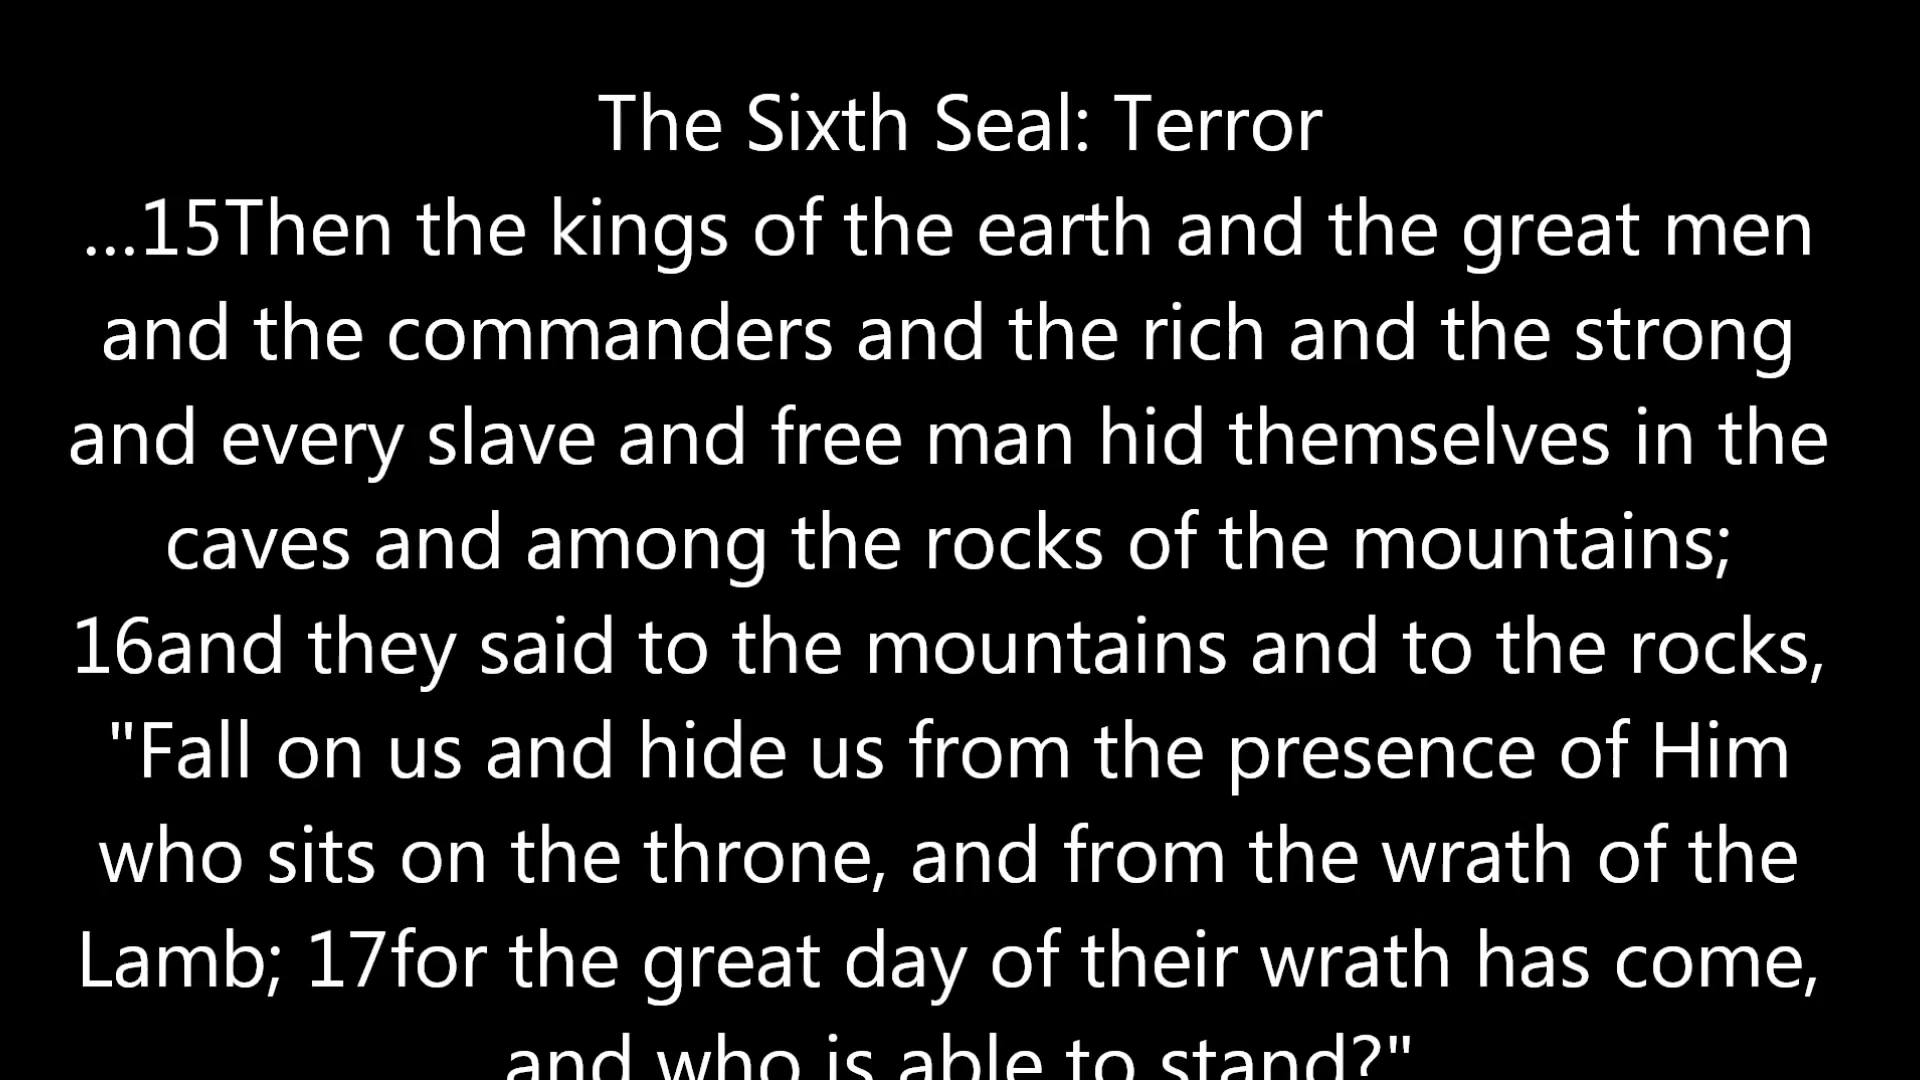 The Sixth Seal: Terror
...15Then the kings of the earth and the great men
and the commanders and the rich and the strong
and every slave and free man hid themselves in the
caves and among the rocks of the mountains;
16and they said to the mountains and to the rocks,
"Fall on us and hide us from the presence of Him
who sits on the throne, and from the wrath of the
Lamb; 17for the great day of their wrath has come,
and who is able to stand?"